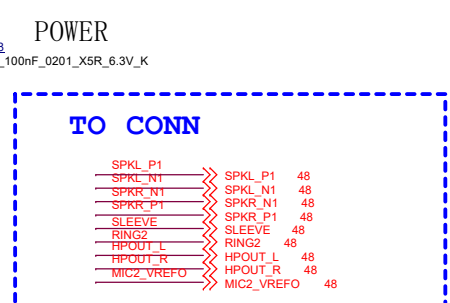 POWER
3
_100nF_0201_X5R_6.3V_K
TO CONN
SPKL_P1 SPKL_P1 48
SPKL_N1 SPKL_N1 48
SPKR_N1 SPKR_N1 48
SPKR_P1 SPKR_P1 48
SLEEVE SLEEVE 48
RING2 RING2 48
HPOUT_L HPOUT_L 48
HPOUT_R HPOUT_R 48
MIC2_VREFO MIC2_VREFO 48